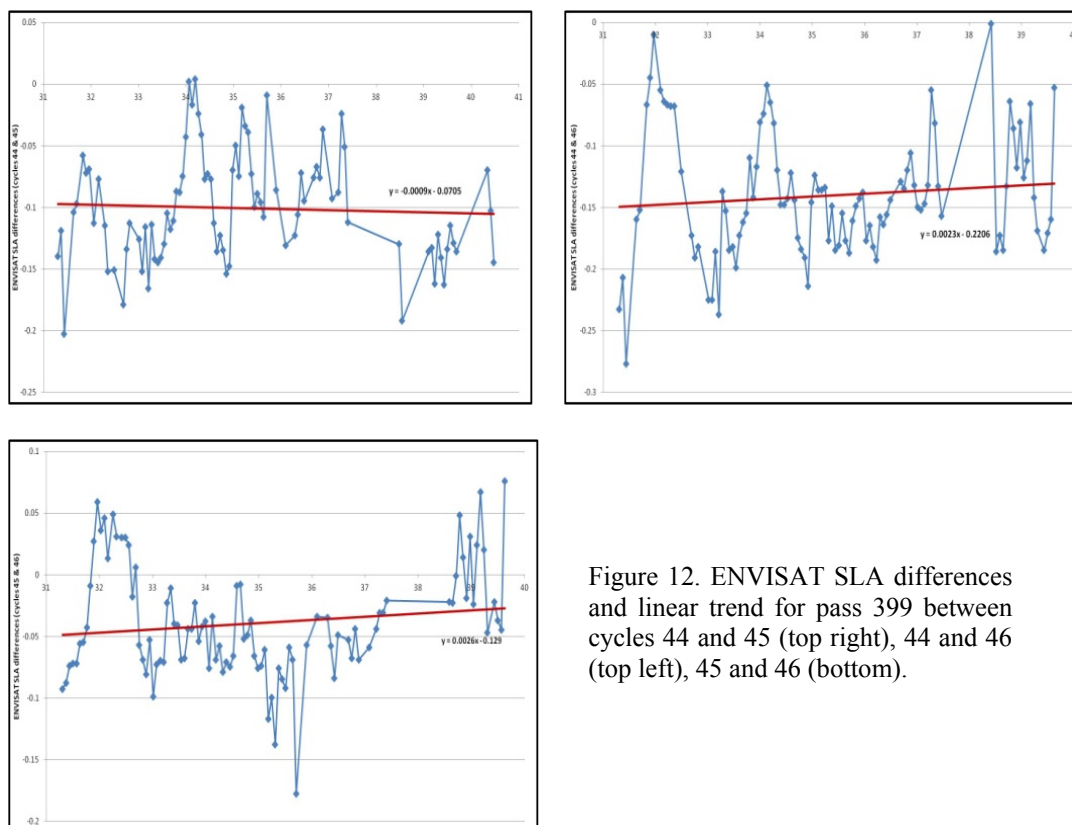 0.05
0
31 32 33 34 35 36 37 38 39 40 41
-0.05
y = -0.0009x - 0.0705
-0.1
-0.15
-0.2
-0.25
ENVISAT SLA differences (cycles 44 & 45)
0
31 32 33 34 35 36 37 38 39
-0.05
-0.1
-0.15
y = 0.0023x - 0.2206
-0.2
-0.25
-0.3
ENVISAT SLA differences (cycles 44 & 46)
0.1
0.05
0
31 32 33 34 35 36 37 38 39 40
-0.05
y = 0.0026x - 0.129
-0.1
-0.15
-0.2
ENVISAT SLA differences (cycles 45 & 46)
Figure 12. ENVISAT SLA differences
and linear trend for pass 399 between
cycles 44 and 45 (top right), 44 and 46
(top left), 45 and 46 (bottom).